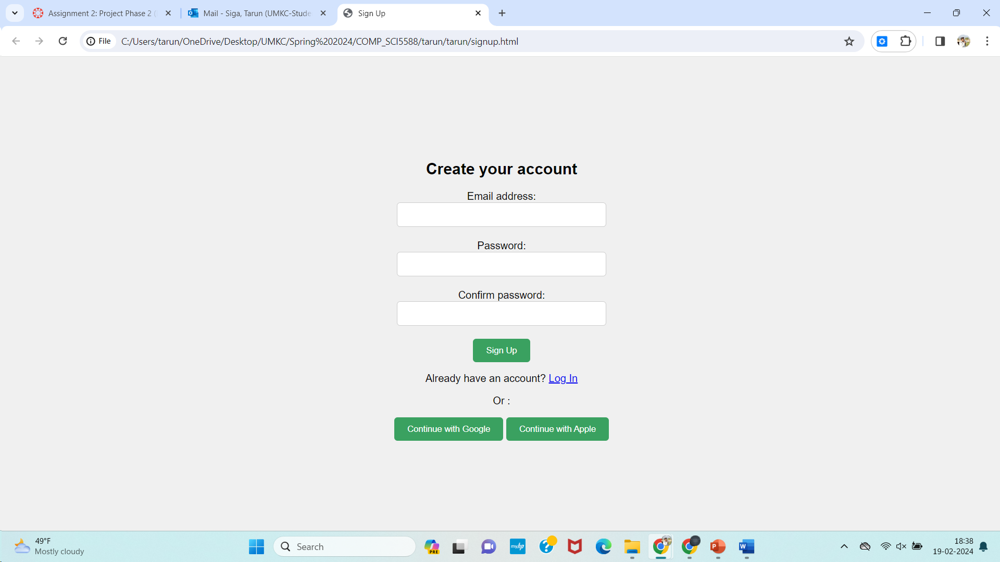 Assignment 2: Project Phase 2 (
Mail - Siga, Tarun (UMKC-Stude
Sign Up
File
C:/Users/tarun/OneDrive/Desktop/UMKC/Spring%202024/COMP_SCI5588/tarun/tarun/signup.html
Create your account
Email address:
Password:
Confirm password:
Sign Up
Already have an account? Log In
Or :
Continue with Google
Continue with Apple
49°F
Mostly cloudy
Search
PRE
myhp
P
W
18:38
19-02-2024